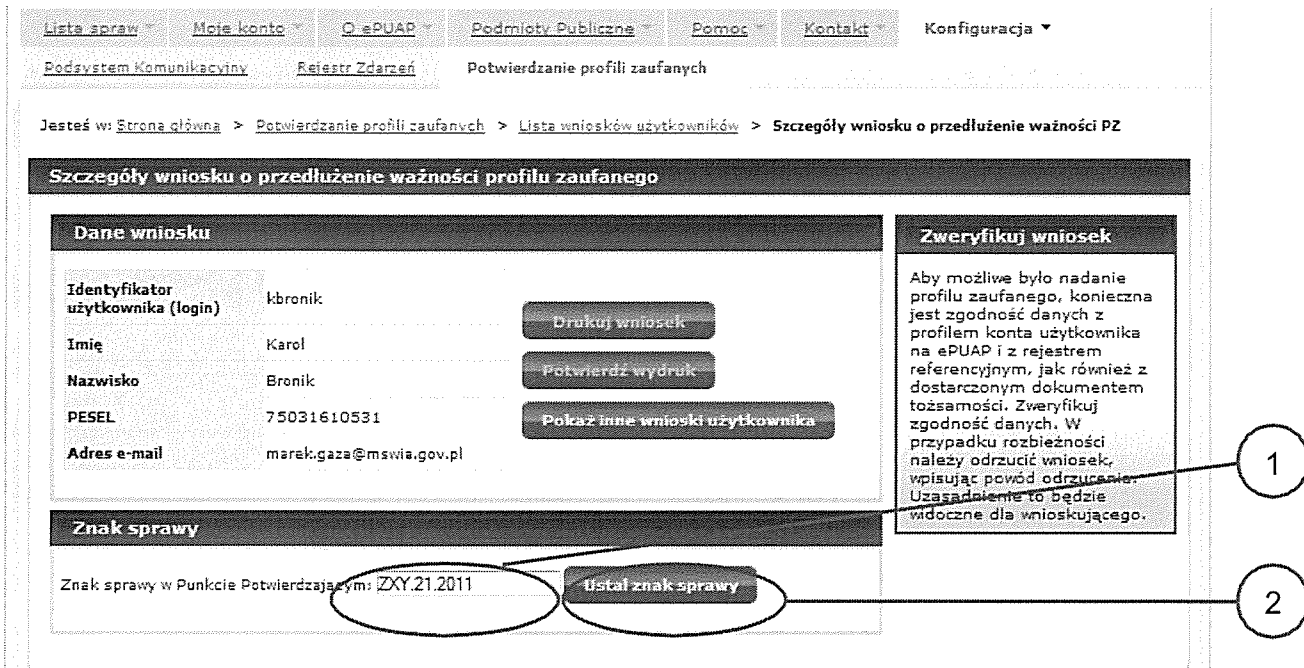 Lista spraw Moje konto O ePUAP Podmioty Publiczne Pomoc Kontakt Konfiguracja
Podsystem Komunikacyjny Rejestr Zdarzeń Potwierdzanie profili zaufanych
Jesteś w: Strona główna > Potwierdzanie profili zaufanych > Lista wniosków użytkowników > Szczegóły wniosku o przedłużenie ważności PZ
Szczegóły wniosku o przedłużenie ważności profilu zaufanego
Dane wniosku
Identyfikator
użytkownika (login) kbronik
Imię Karol
Nazwisko Bronik
PESEL 75031610531
Adres e-mail marek.gaza@mswia.gov.pl
Drukuj wniosek
Potwierdź wydruk
Pokaż inne wnioski użytkownika
Zweryfikuj wniosek
Aby możliwe było nadanie
profilu zaufanego, konieczna
jest zgodność danych z
profilem konta użytkownika
na ePUAP i z rejestrem
referencyjnym, jak również z
dostarczonym dokumentem
tożsamości. Zweryfikuj
zgodność danych. W
przypadku rozbieżności
należy odrzucić wniosek,
wpisując powód odrzucenia.
Uzasadnienie to będzie
widoczne dla wnioskującego.
1
Znak sprawy
Znak sprawy w Punkcie Potwierdzającym: ZXY.21.2011 Ustal znak sprawy
2